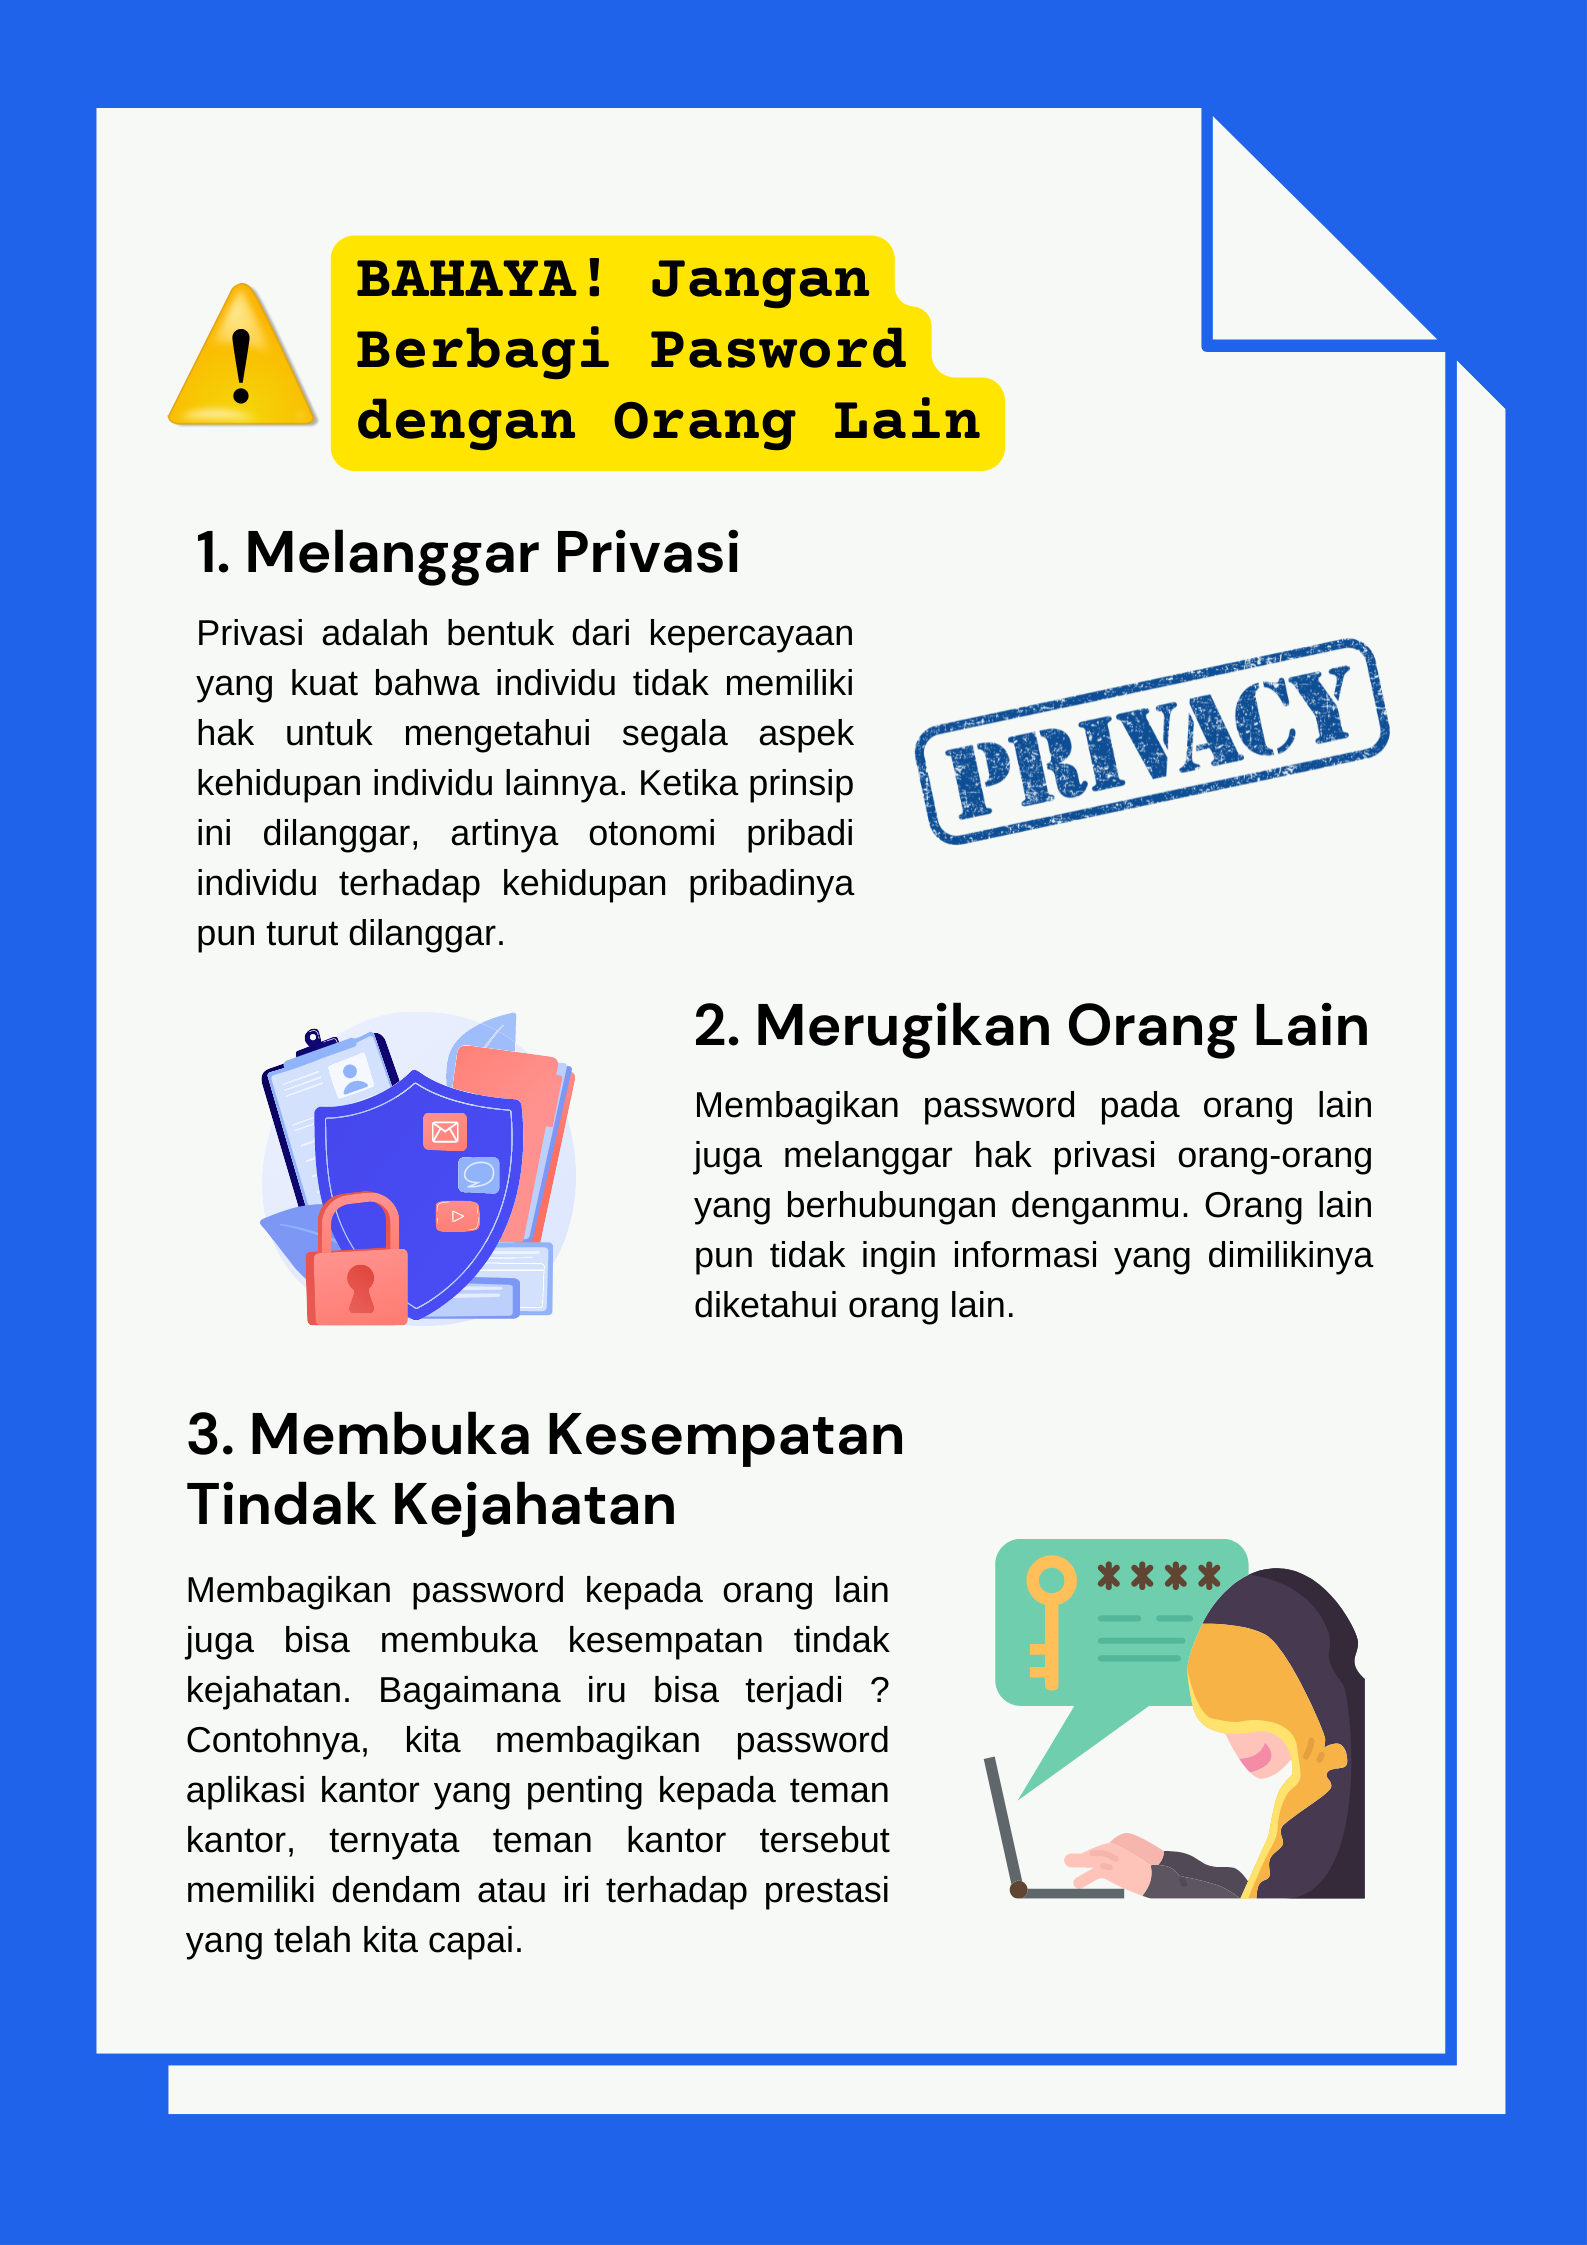 BAHAYA! Jangan
Berbagi Pasword
dengan Orang Lain
1. Melanggar Privasi
Privasi adalah bentuk dari kepercayaan
yang kuat bahwa individu tidak memiliki
hak untuk mengetahui segala aspek
kehidupan individu lainnya. Ketika prinsip
ini dilanggar, artinya otonomi pribadi
individu terhadap kehidupan pribadinya
pun turut dilanggar.
PRIVACY
2. Merugikan Orang Lain
Membagikan password pada orang lain
juga melanggar hak privasi orang-orang
yang berhubungan denganmu. Orang lain
pun tidak ingin informasi yang dimilikinya
diketahui orang lain.
3. Membuka Kesempatan
Tindak Kejahatan
Membagikan password kepada orang lain
juga bisa membuka kesempatan tindak
kejahatan. Bagaimana iru bisa terjadi ?
Contohnya, kita membagikan password
aplikasi kantor yang penting kepada teman
kantor, ternyata teman kantor tersebut
memiliki dendam atau iri terhadap prestasi
yang telah kita capai.
****